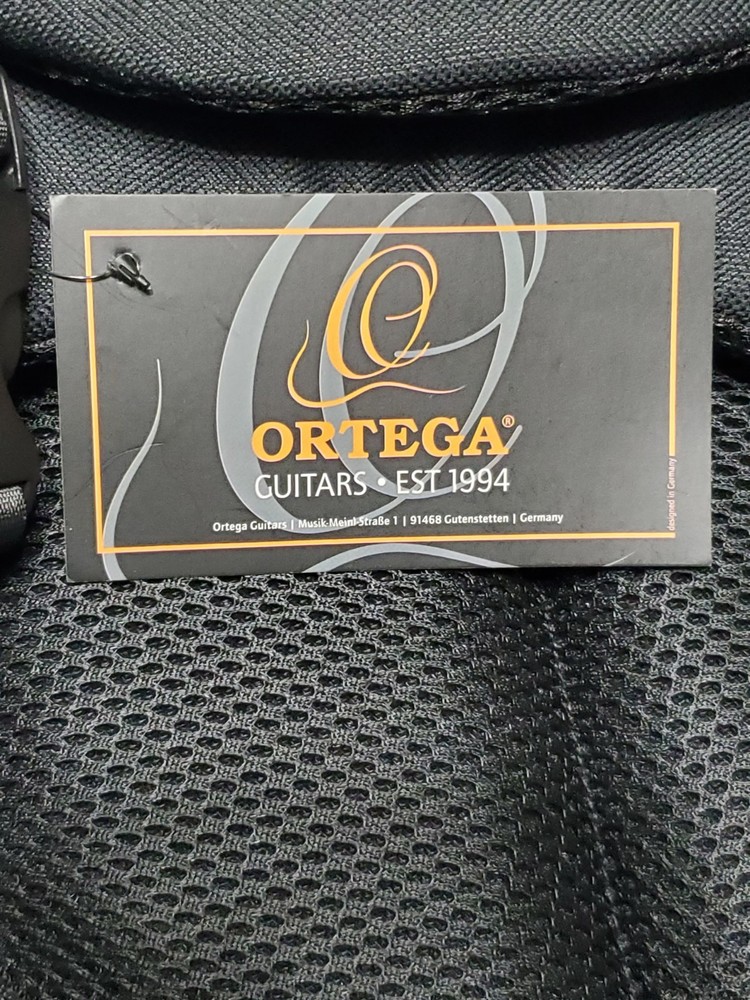 ORTEGA®
GUITARS • EST 1994
Ortega Guitars | Musik-Meinl-Straße 1 | 91468 Gutenstetten | Germany
designed in Germany